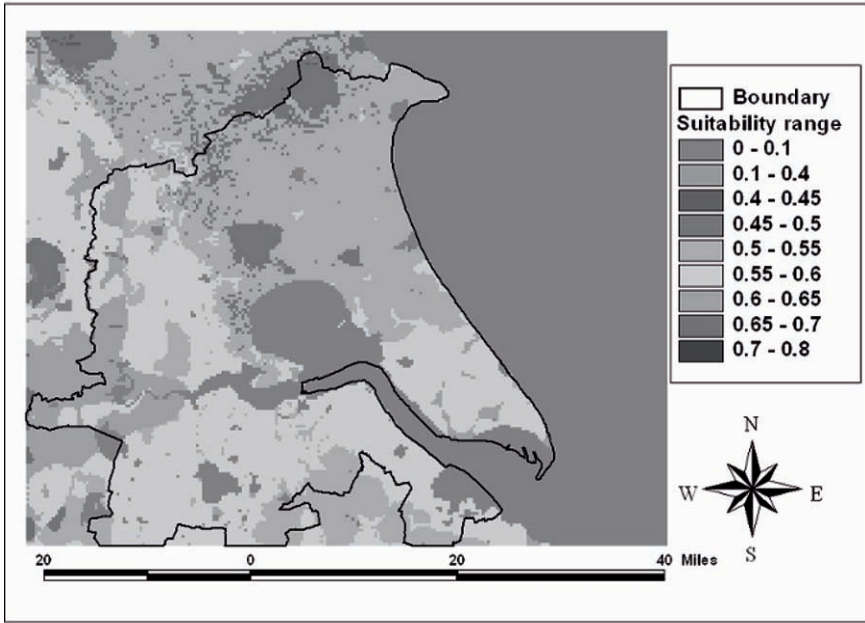 Boundary
Suitability range
0 - 0.1
0.1 - 0.4
0.4 - 0.45
0.45 - 0.5
0.5 - 0.55
0.55 - 0.6
0.6 - 0.65
0.65 - 0.7
0.7 - 0.8
N
W E
S
20 0 20 40 Miles